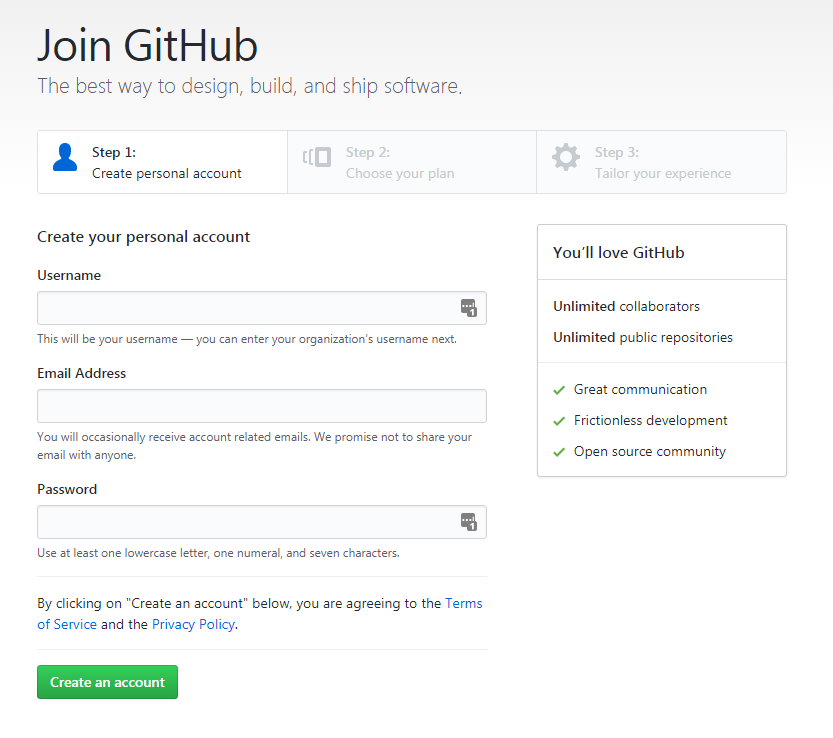 Join GitHub
The best way to design, build, and ship software.
Step 1:
Create personal account
Step 2:
Choose your plan
Step 3:
Tailor your experience
Create your personal account
Username
1
This will be your username — you can enter your organization's username next.
Email Address
You will occasionally receive account related emails. We promise not to share your
email with anyone.
Password
1
Use at least one lowercase letter, one numeral, and seven characters.
By clicking on "Create an account" below, you are agreeing to the Terms
of Service and the Privacy Policy.
Create an account
You'll love GitHub
Unlimited collaborators
Unlimited public repositories
Great communication
Frictionless development
Open source community